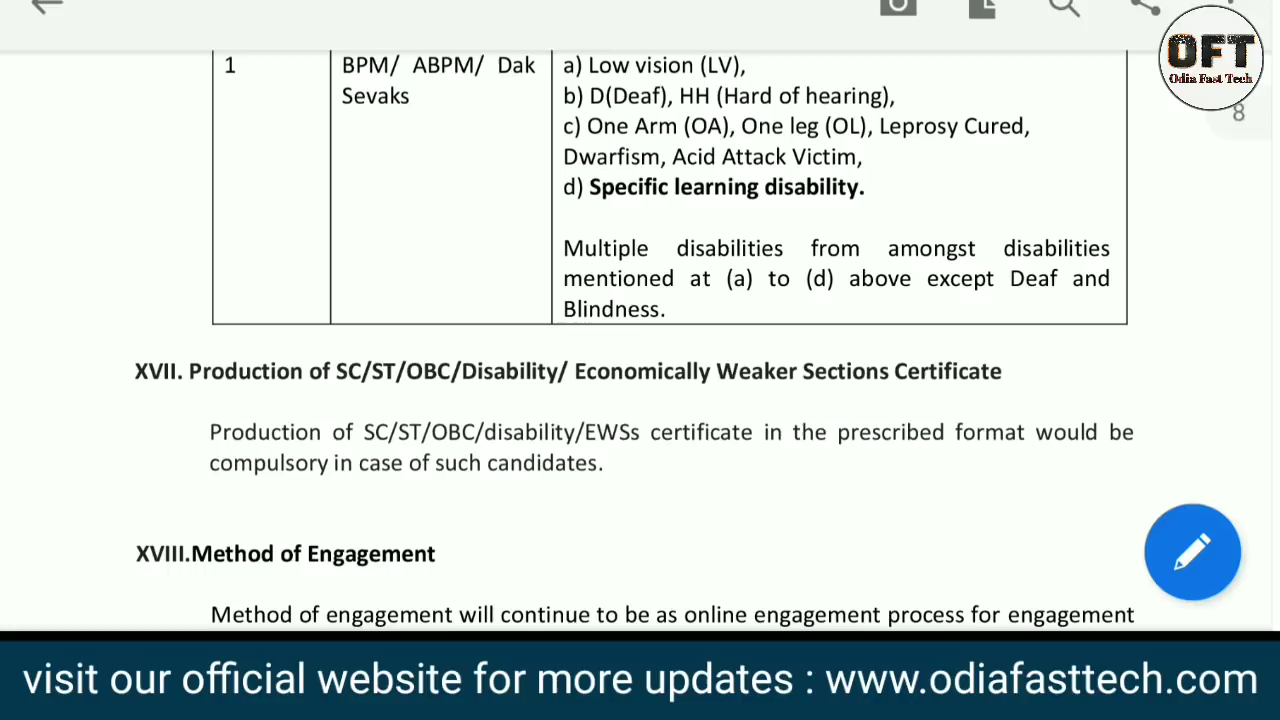 OFT
Odia Fast Tech
8
1 BPM/ ABPM/ Dak Sevaks
a) Low vision (LV),
b) D(Deaf), HH (Hard of hearing),
c) One Arm (OA), One leg (OL), Leprosy Cured,
Dwarfism, Acid Attack Victim,
d) Specific learning disability.
Multiple disabilities from amongst disabilities
mentioned at (a) to (d) above except Deaf and
Blindness.
XVII. Production of SC/ST/OBC/Disability/ Economically Weaker Sections Certificate
Production of SC/ST/OBC/disability/EWSs certificate in the prescribed format would be
compulsory in case of such candidates.
XVIII.Method of Engagement
Method of engagement will continue to be as online engagement process for engagement
visit our official website for more updates : www.odiafasttech.com